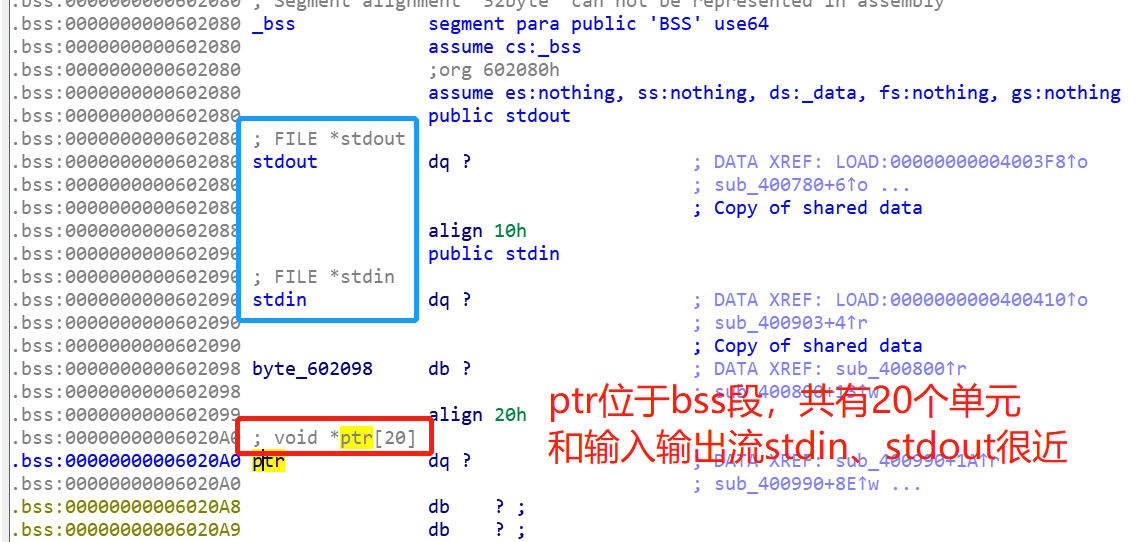 .bss:0000000000602080 ; Segment alignment '32byte' can not be represented in assembly
.bss:0000000000602080 _bss segment para public 'BSS' use64
.bss:0000000000602080 assume cs:_bss
.bss:0000000000602080 ;org 602080h
.bss:0000000000602080 assume es:nothing, ss:nothing, ds:_data, fs:nothing, gs:nothing
.bss:0000000000602080 public stdout
.bss:0000000000602080 ; FILE *stdout
.bss:0000000000602080 stdout dq ? ; DATA XREF: LOAD:00000000004003F8↑o
.bss:0000000000602080 ; sub_400780+6↑o ...
.bss:0000000000602080 ; Copy of shared data
.bss:0000000000602088 align 10h
.bss:0000000000602090 public stdin
.bss:0000000000602090 ; FILE *stdin
.bss:0000000000602090 stdin dq ? ; DATA XREF: LOAD:0000000000400410↑o
.bss:0000000000602090 ; sub_400903+4↑r
.bss:0000000000602090 ; Copy of shared data
.bss:0000000000602098 byte_602098 db ? ; DATA XREF: sub_400800↑r
.bss:0000000000602098
.bss:0000000000602099 align 20h
ptr位于bss段，共有20个单元
.bss:00000000006020A0 ; void *ptr[20]
和输入输出流stdin、stdout很近
.bss:00000000006020A0 ptr dq ? ; DATA XREF: sub_400990+1A↑r
.bss:00000000006020A0 ; sub_400990+8E↑w ...
.bss:00000000006020A8 db ? ;
.bss:00000000006020A9 db ? ;